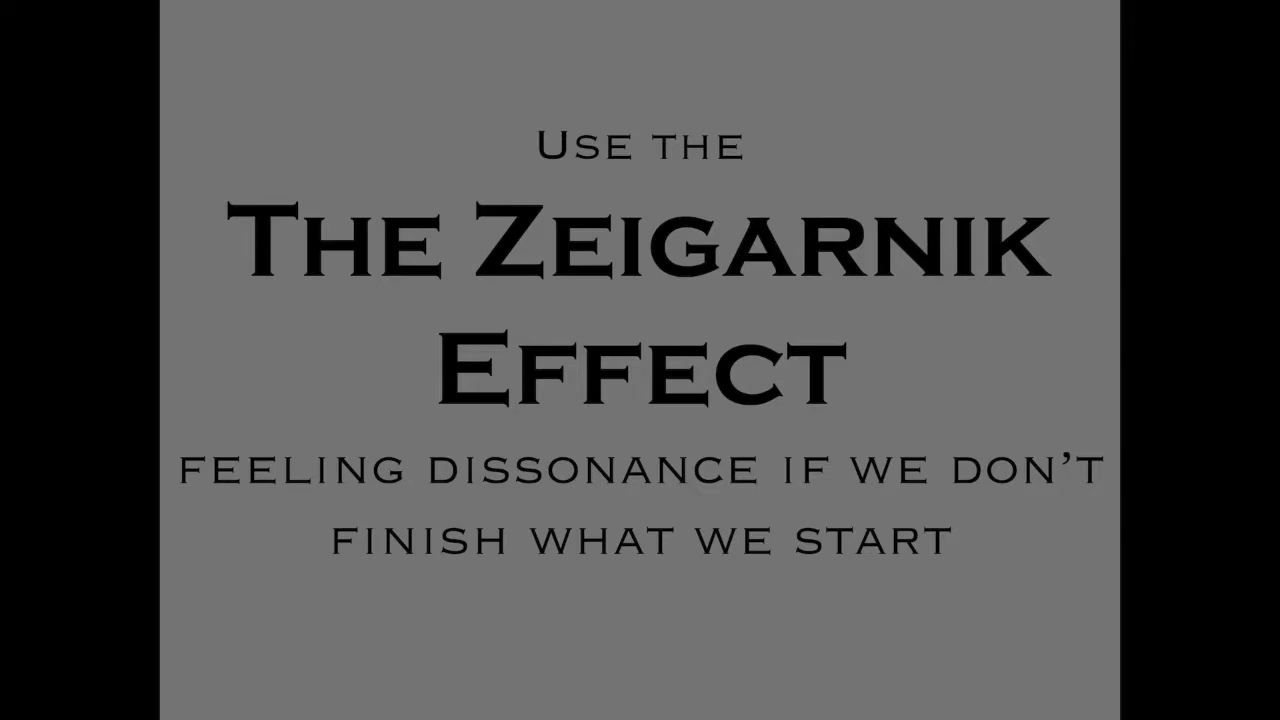 Use the
The Zeigarnik
Effect
feeling dissonance if we don’t
finish what we start